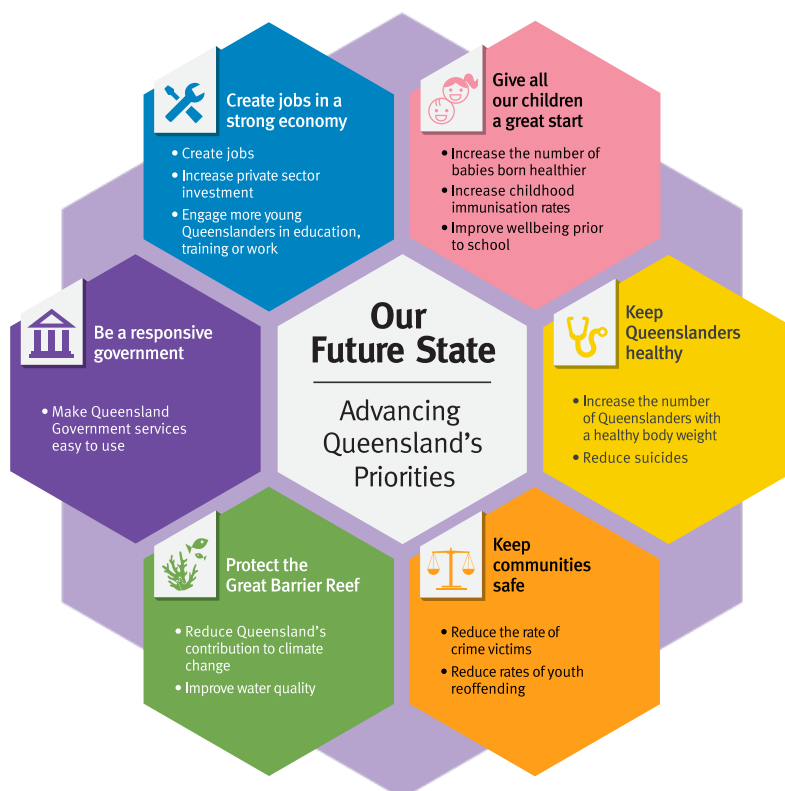 Create jobs in a
strong economy
• Create jobs
• Increase private sector
investment
• Engage more young
Queenslanders in education,
training or work
Give all
our children
a great start
• Increase the number of
babies born healthier
• Increase childhood
immunisation rates
• Improve wellbeing prior
to school
Be a responsive
government
• Make Queensland
Government services
easy to use
Our
Future State
Advancing
Queensland's
Priorities
Keep
Queenslanders
healthy
• Increase the number
of Queenslanders with
a healthy body weight
• Reduce suicides
Protect the
Great Barrier Reef
• Reduce Queensland's
contribution to climate
change
• Improve water quality
Keep
communities
safe
• Reduce the rate of
crime victims
• Reduce rates of youth
reoffending